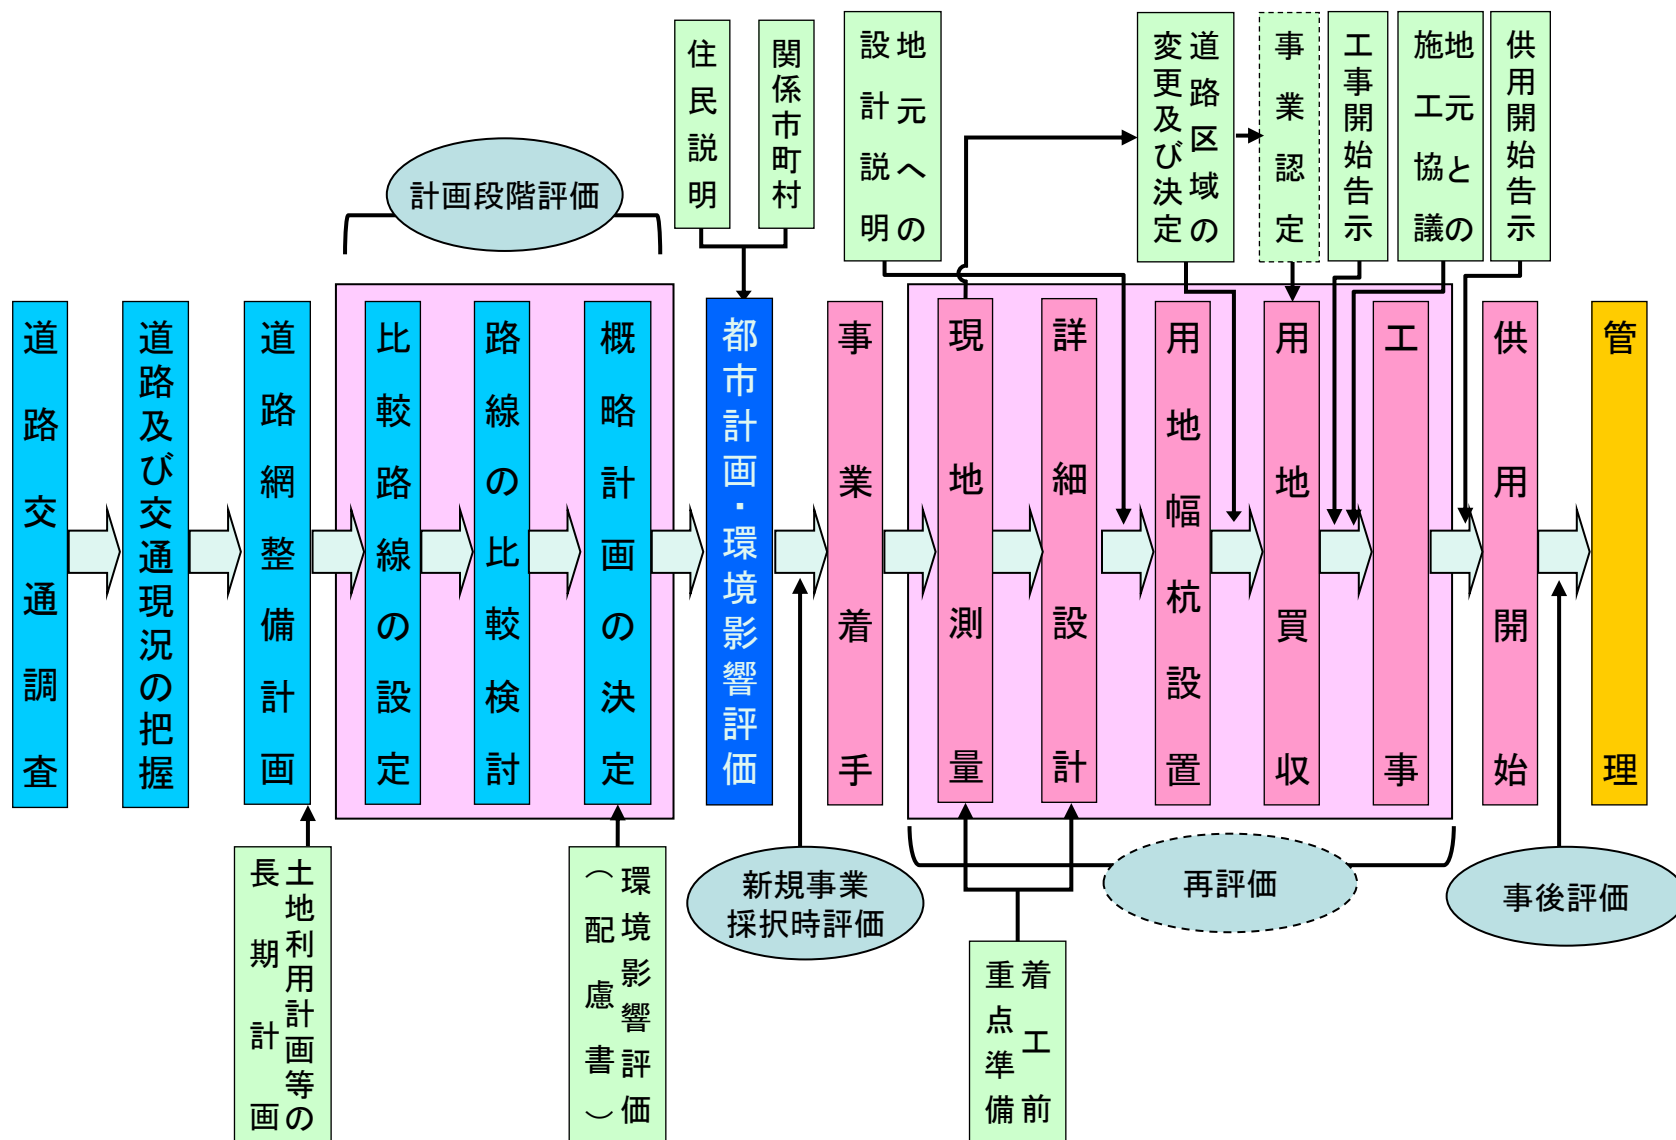 住民説明
関係市町村
地元への
設計説明
道路区域の
変更及び決定
事業認定
工事開始告示
地元との
施工協議
供用開始告示
計画段階評価
道路交通調査
道路及び交通現況の把握
道路網整備計画
比較路線の設定
路線の比較検討
概略計画の決定
都市計画・環境影響評価
事業着手
現地測量
詳細設計
用地幅杭設置
用地買収
工事
供用開始
管理
土地利用計画等の
長期計画
環境影響評価
（配慮書）
新規事業
採択時評価
着工前
重点準備
再評価
事後評価